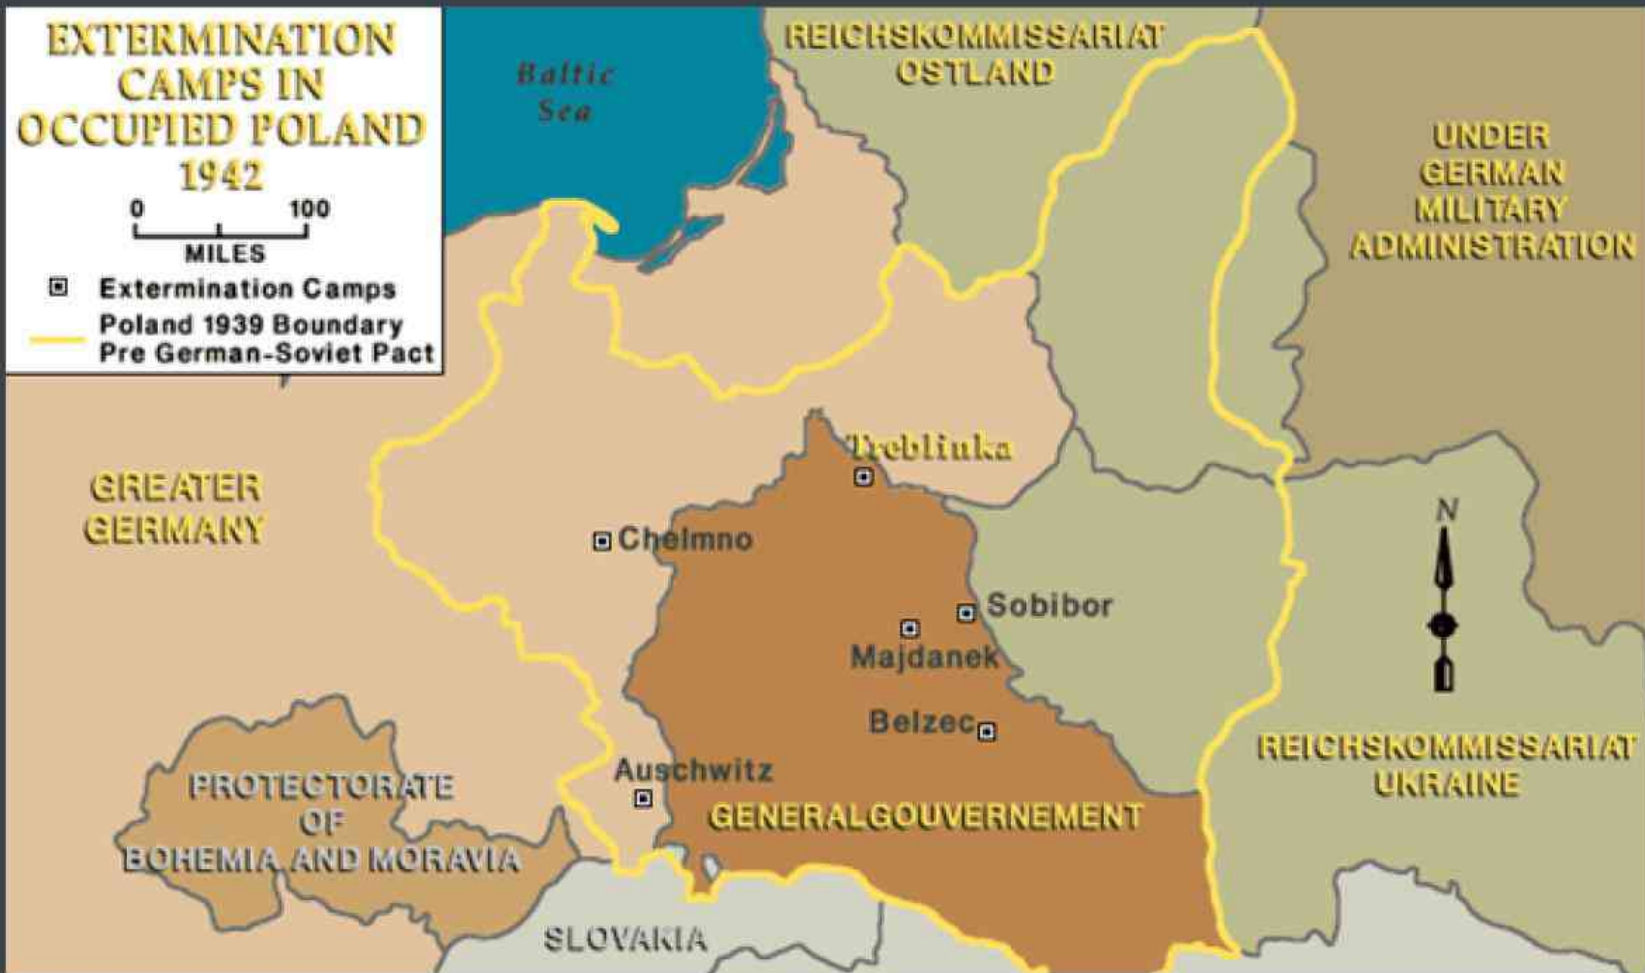 EXTERMINATION
CAMPS IN
OCCUPIED POLAND
1942
0 100
MILES
Extermination Camps
Poland 1939 Boundary
Pre German-Soviet Pact
Baltic
Sea
REICHSKOMMISSARIAT
OSTLAND
UNDER
GERMAN
MILITARY
ADMINISTRATION
GREATER
GERMANY
Treblinka
Chelmno
N
Sobibor
Majdanek
Belzec
Auschwitz
GENERALGOUVERNEMENT
REICHSKOMMISSARIAT
UKRAINE
PROTECTORATE
OF
BOHEMIA AND MORAVIA
SLOVAKIA